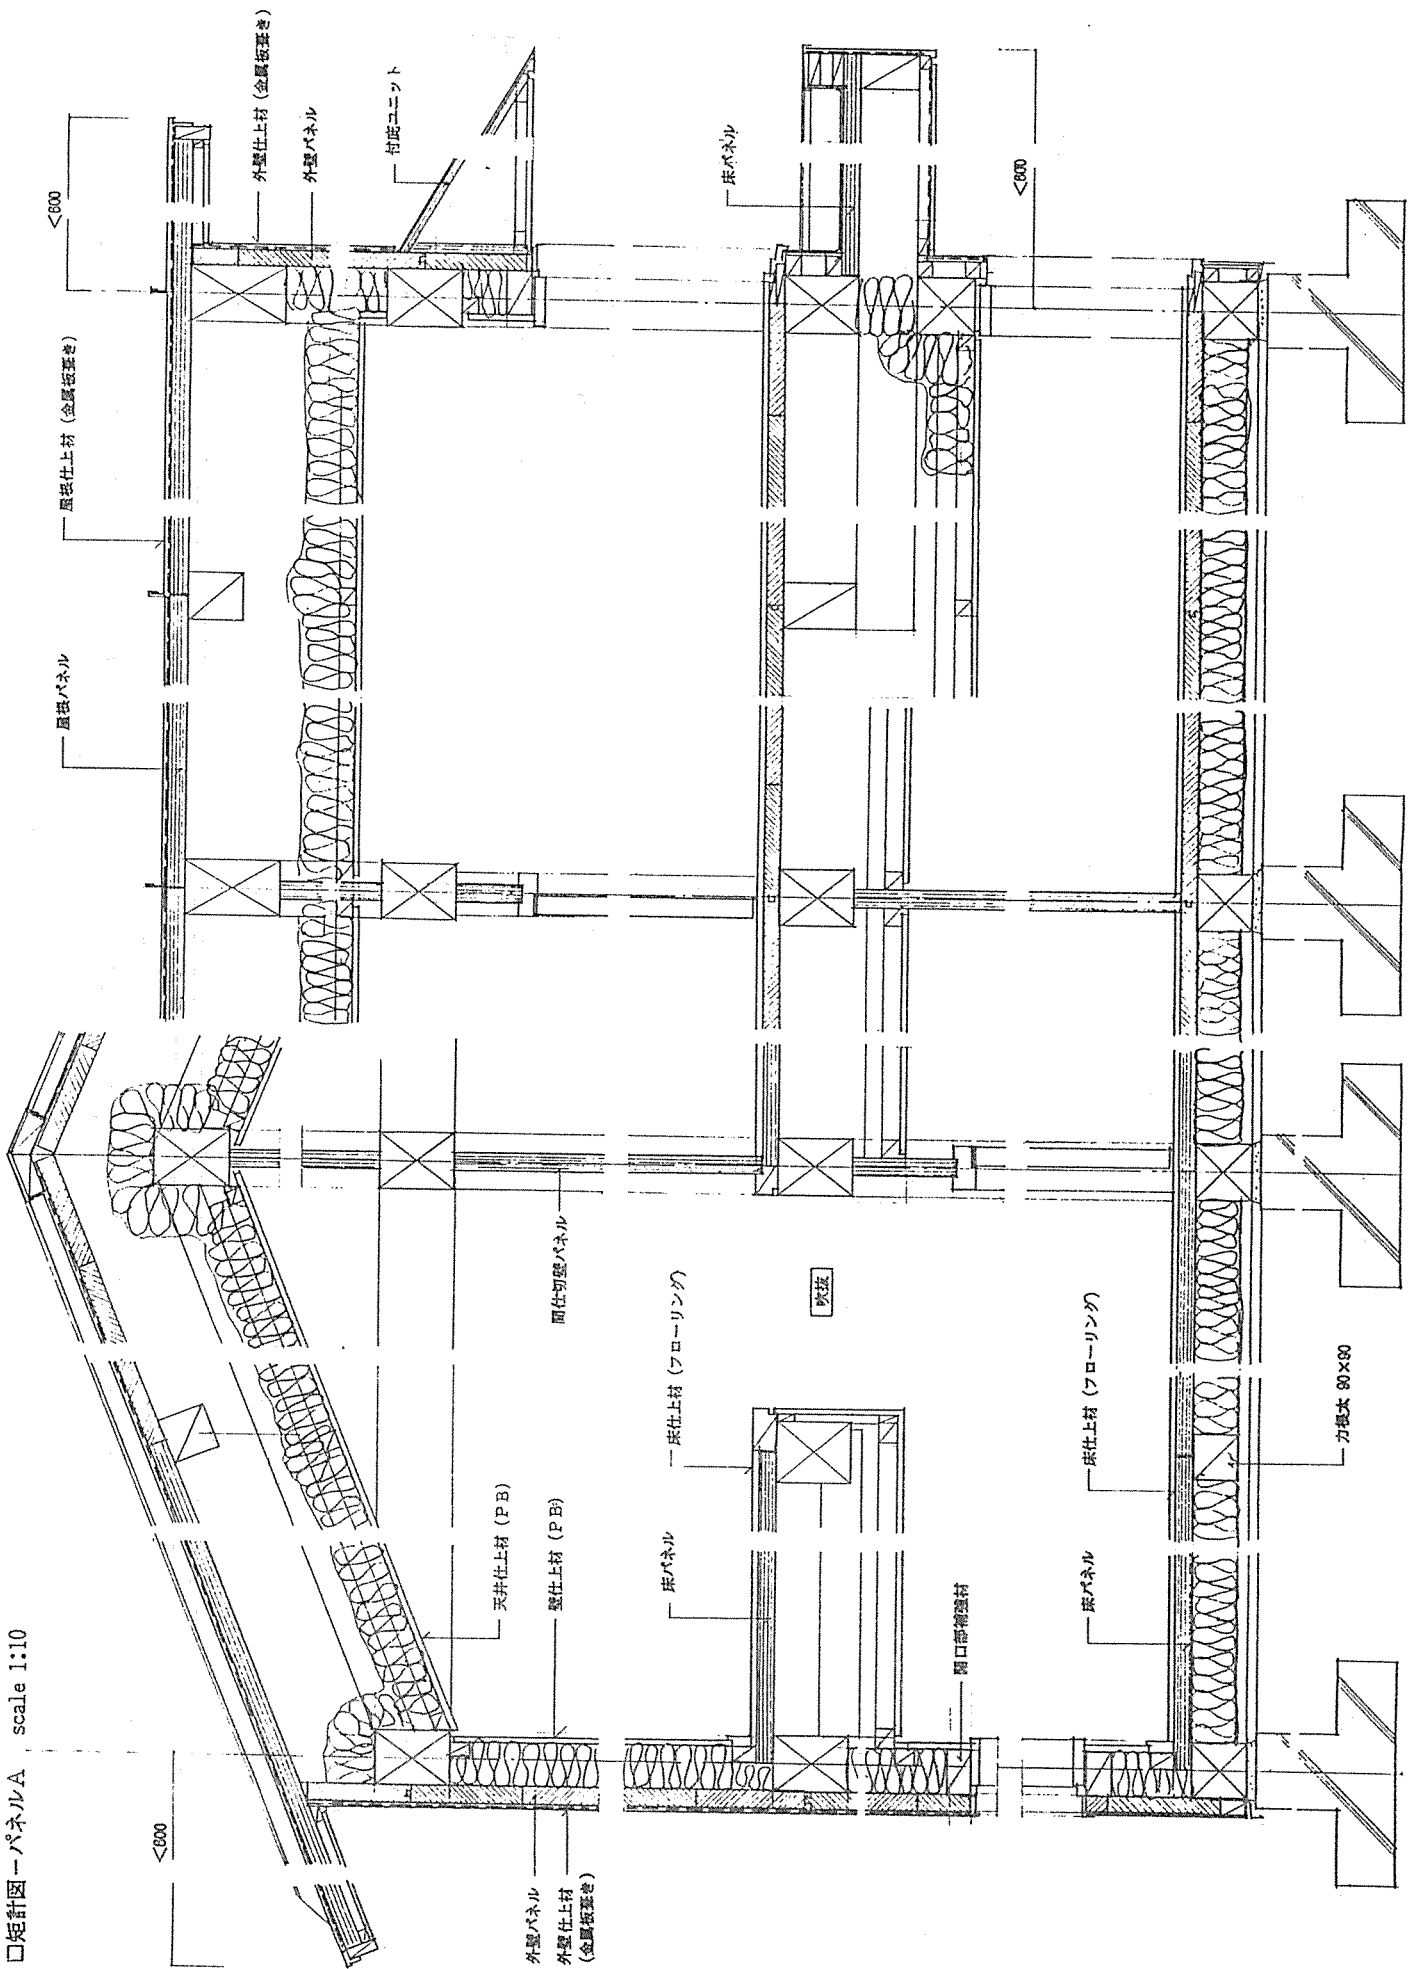 □矩計図ーパネルA scale 1:10
<600
屋根パネル
屋根仕上材 (金属板葺き)
<600
外壁仕上材 (金属板葺き)
外壁パネル
付庇ユニット
天井仕上材 (PB)
壁仕上材 (PB)
間仕切壁パネル
外壁パネル
外壁仕上材
(金属板葺き)
床パネル
床仕上材 (フローリング)
吹抜
床パネル
<600
開口部補強材
床パネル
床仕上材 (フローリング)
力根太 90×90